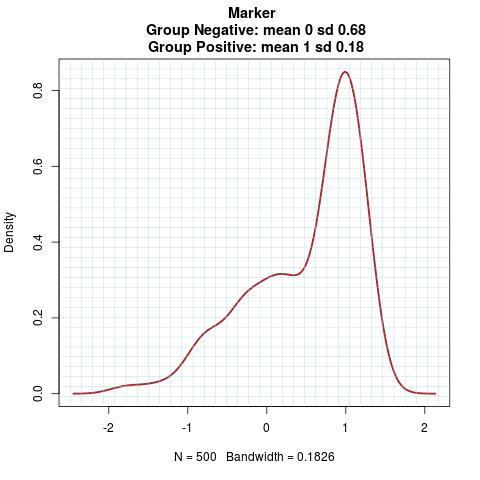 Marker
Group Negative: mean 0 sd 0.68
Group Positive: mean 1 sd 0.18
Density
0.8
0.6
0.4
0.2
0.0
-2 -1 0 1 2
N = 500 Bandwidth = 0.1826